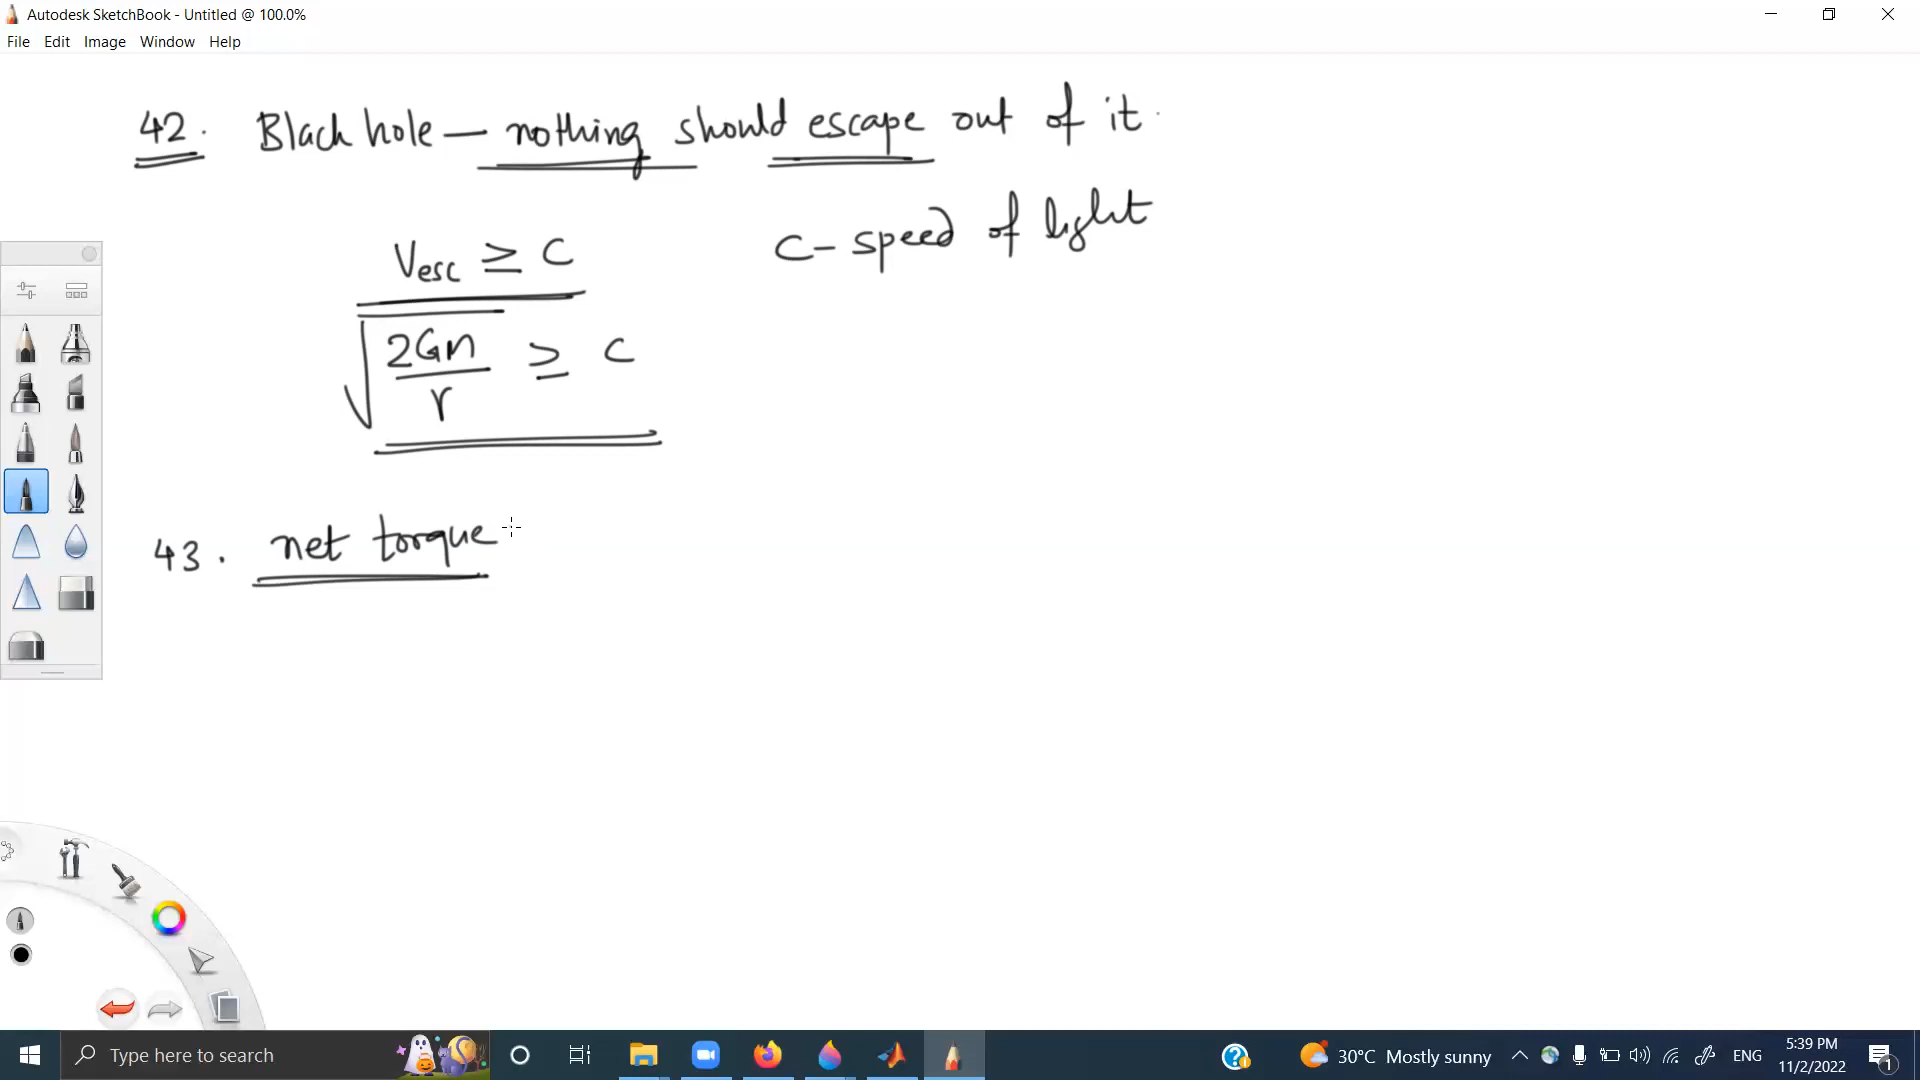 Autodesk SketchBook - Untitled @ 100.0%
File Edit Image Window Help
42. Black hole — nothing should escape out of it.
Vesc ≥ C
C - speed of light
√(2GM/r) ≥ C
43. net torque
Type here to search
30°C Mostly sunny
ENG
5:39 PM
11/2/2022
1